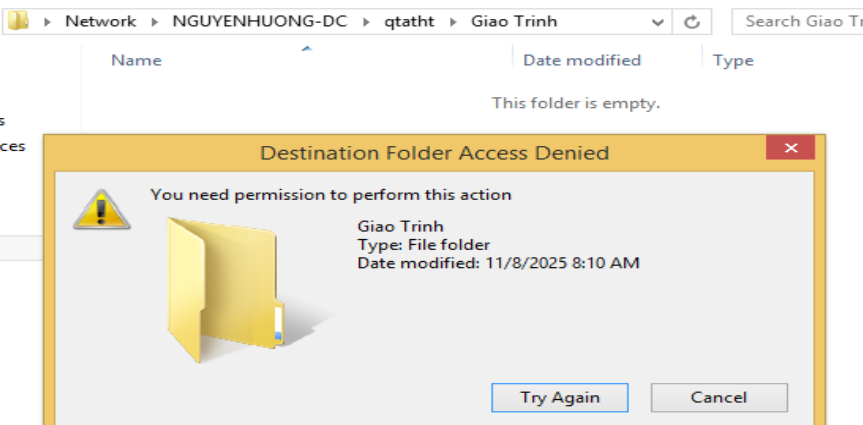 Network NGUYENHUONG-DC qtatht Giao Trinh Search Giao Tr
Name Date modified Type
This folder is empty.
s
ces
Destination Folder Access Denied
You need permission to perform this action
Giao Trinh
Type: File folder
Date modified: 11/8/2025 8:10 AM
Try Again Cancel